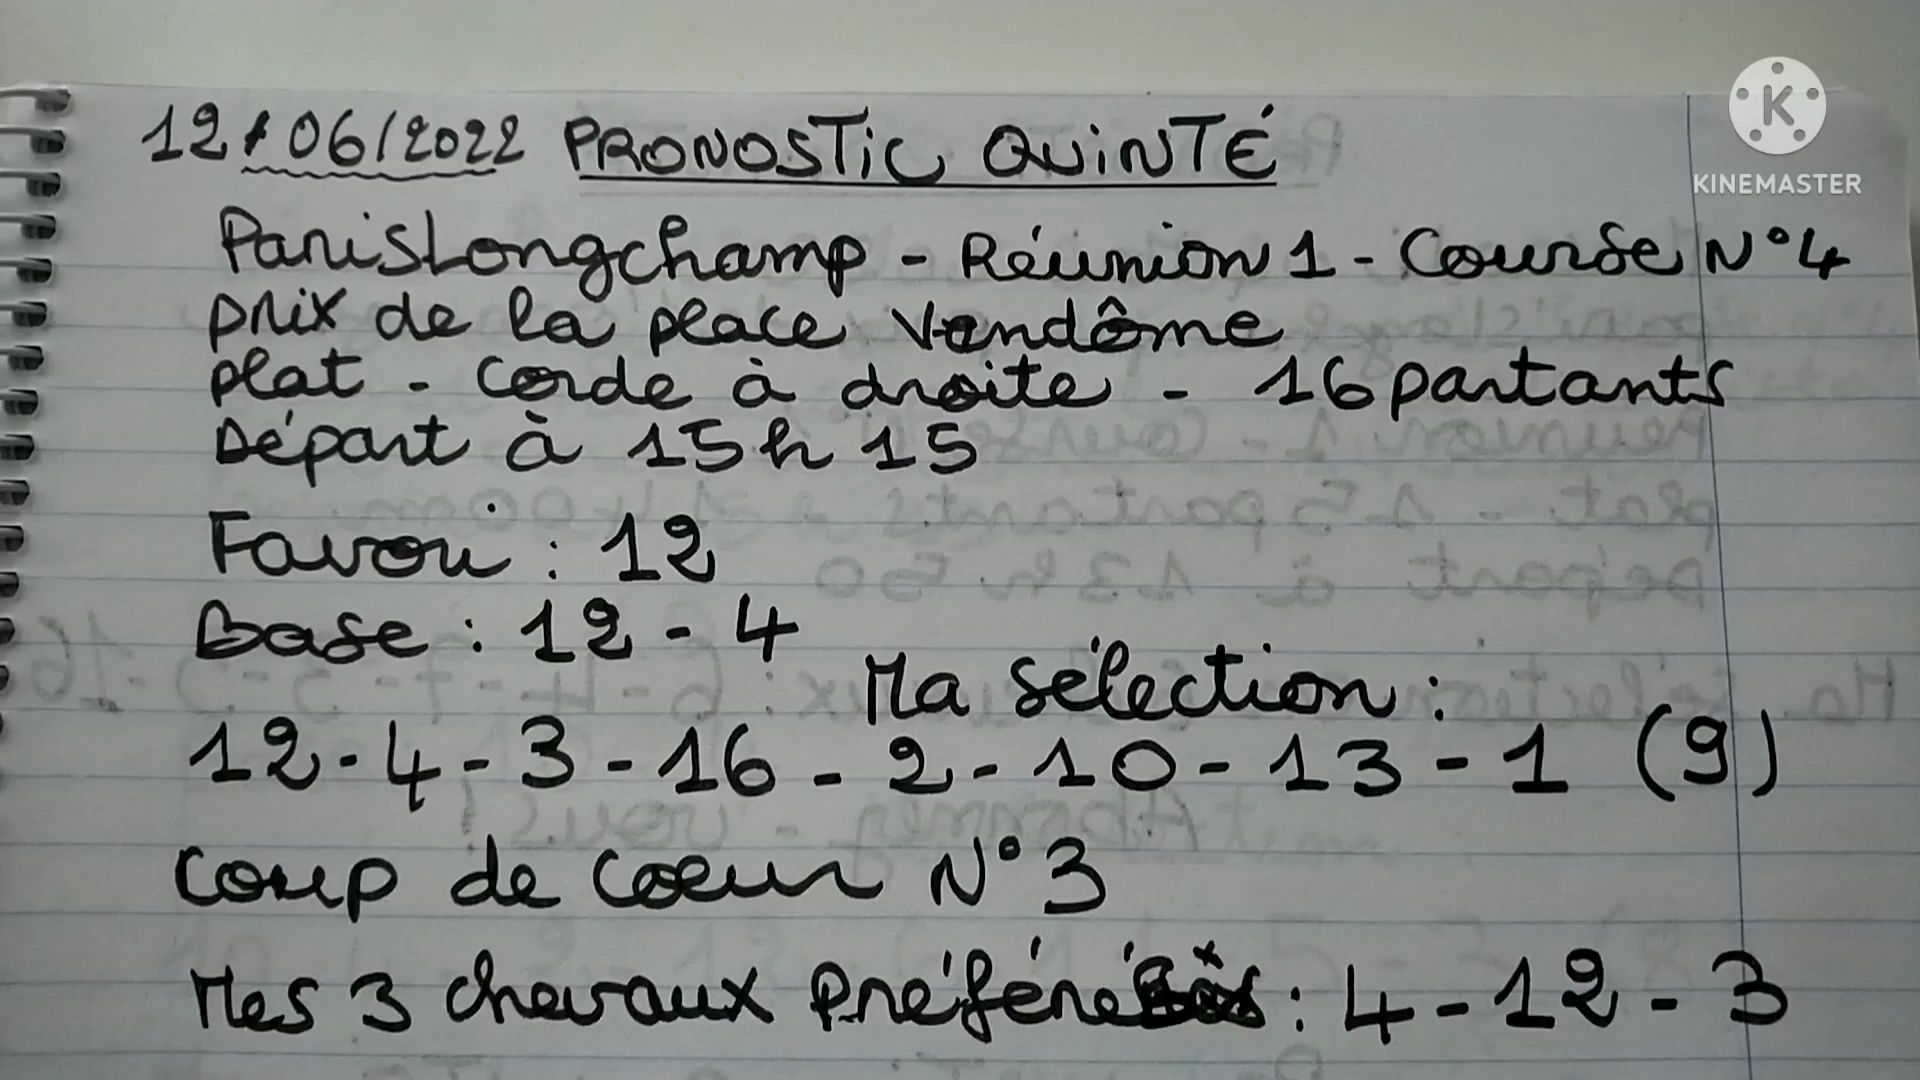 12/06/2022 PRONOSTIC QUINTÉ
KINEMASTER
ParisLongchamp - Réunion 1 - Course N°4
prix de la place Vendôme
plat - corde à droite - 16 partants
Départ à 15h15
Favori : 12
Base : 12 - 4
Ma sélection :
12 - 4 - 3 - 16 - 2 - 10 - 13 - 1 (9)
coup de coeur N°3
Mes 3 chevaux préférés : 4 - 12 - 3